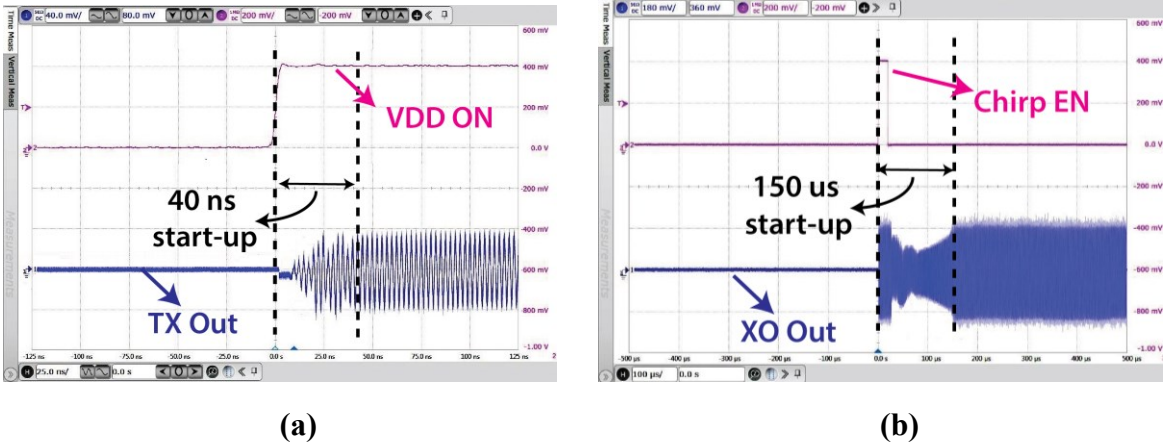 40.0 mV/ 80.0 mV 200 mV/ -200 mV
Time Meas
Vertical Meas
Measurements
600 mV
400 mV
200 mV
0.0 V
-200 mV
-400 mV
-600 mV
-800 mV
-1.00 V
VDD ON
40 ns
start-up
TX Out
-125 ns -100 ns -75.0 ns -50.0 ns -25.0 ns 0.0 s 25.0 ns 50.0 ns 75.0 ns 100 ns 125 ns
H 25.0 ns/ 0.0 s
(a)
180 mV/ 360 mV 200 mV/ -200 mV
Time Meas
Vertical Meas
Measurements
600 mV
400 mV
200 mV
0.0 V
-200 mV
-400 mV
-600 mV
-800 mV
-1.00 V
Chirp EN
150 us
start-up
XO Out
-500 µs -400 µs -300 µs -200 µs -100 µs 0.0 s 100 µs 200 µs 300 µs 400 µs 500 µs
H 100 µs/ 0.0 s
(b)